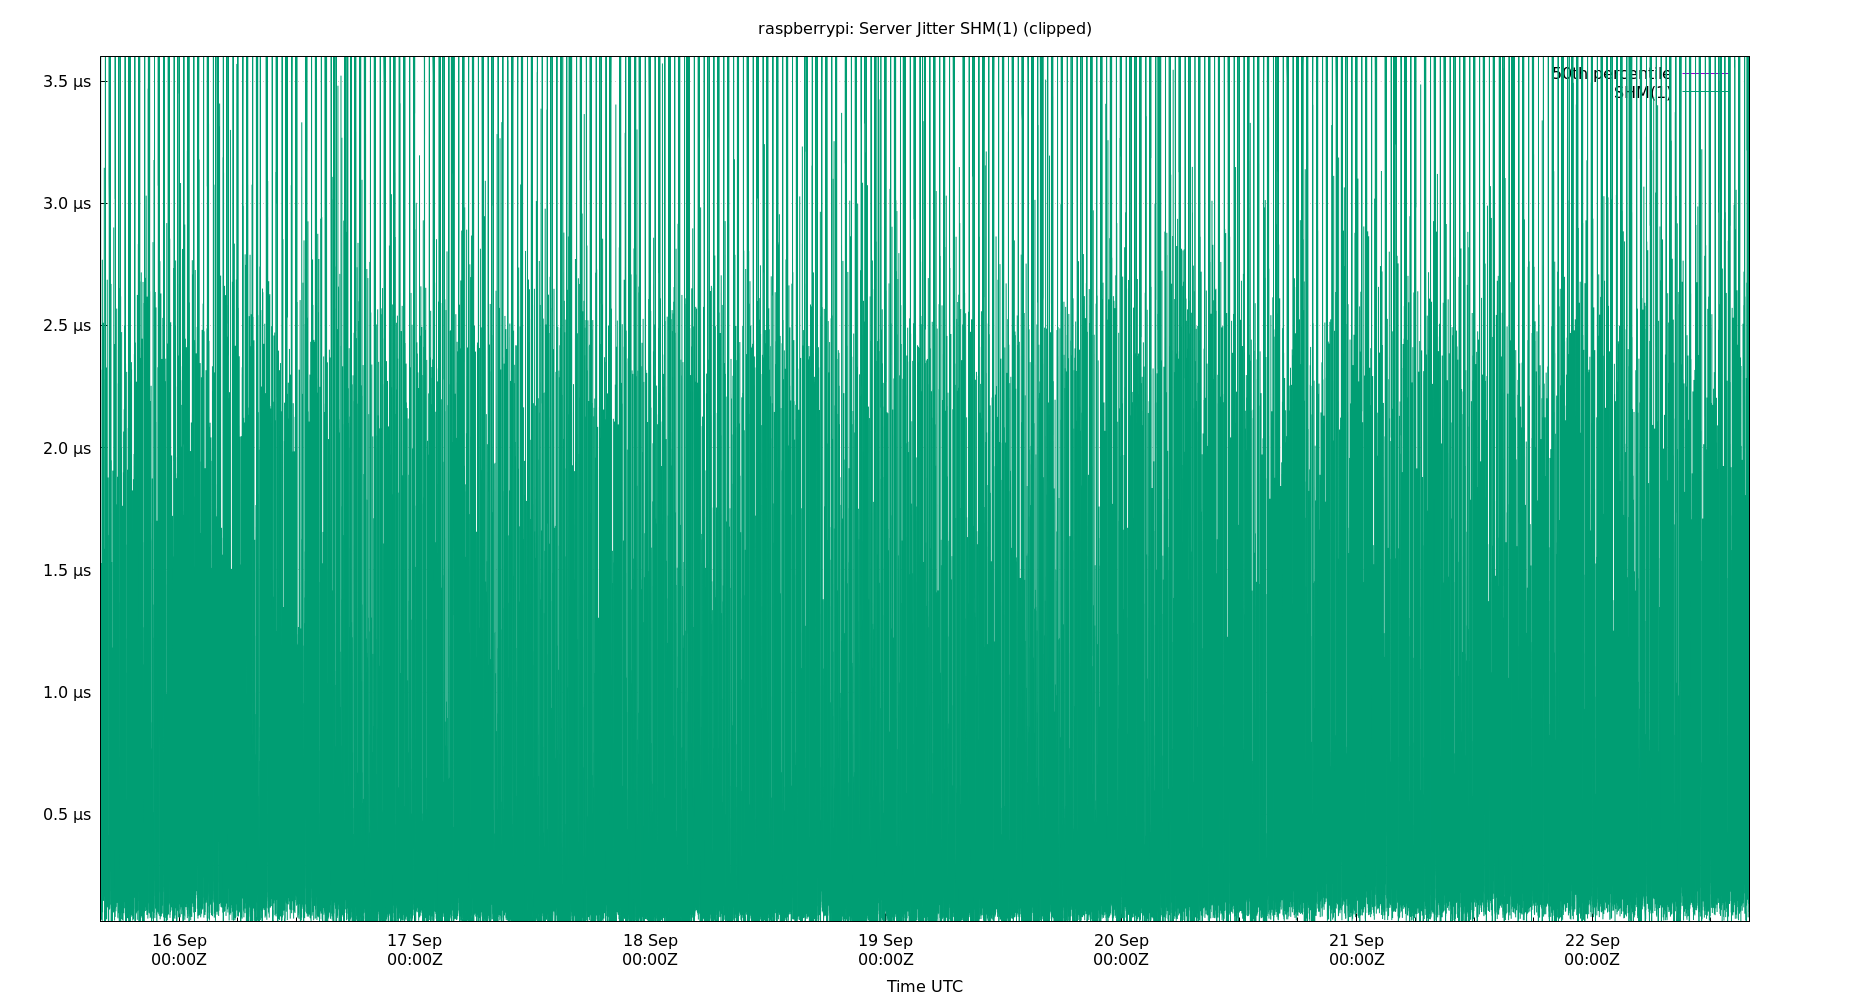 raspberrypi: Server Jitter SHM(1) (clipped)
50th percentile
SHM(1)
3.5 µs
3.0 µs
2.5 µs
2.0 µs
1.5 µs
1.0 µs
0.5 µs
16 Sep 17 Sep 18 Sep 19 Sep 20 Sep 21 Sep 22 Sep
00:00Z 00:00Z 00:00Z 00:00Z 00:00Z 00:00Z 00:00Z
Time UTC